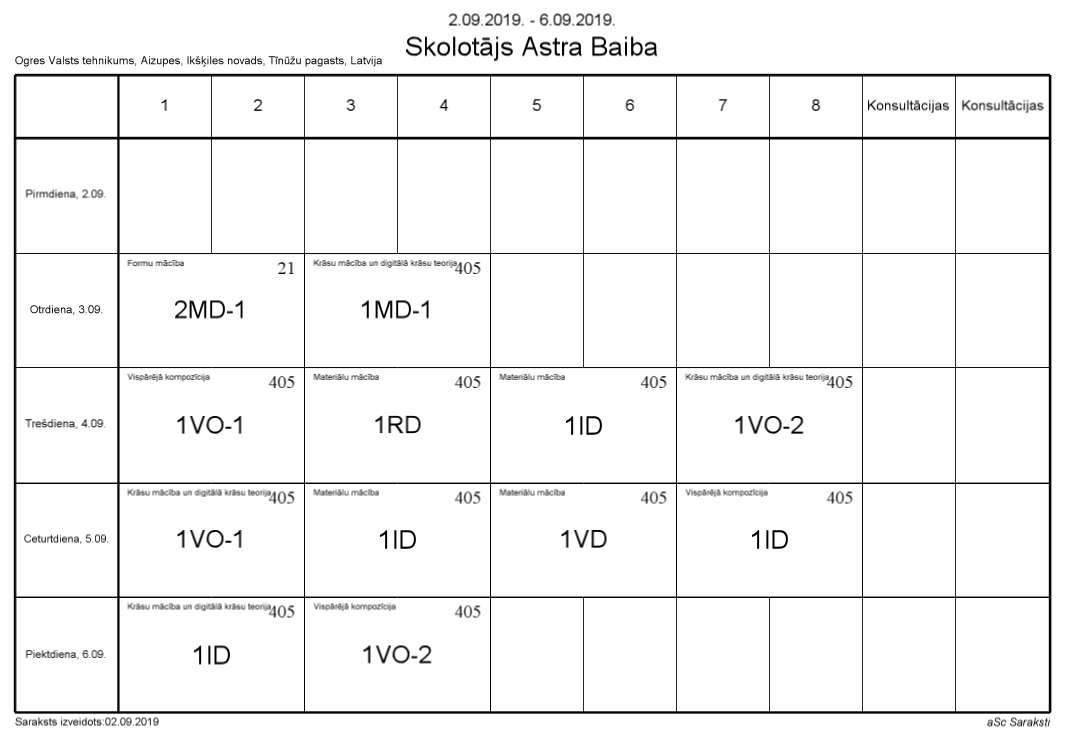 2.09.2019. - 6.09.2019.
Skolotājs Astra Baiba
Ogres Valsts tehnikums, Aizupes, Ikšķiles novads, Tīnūžu pagasts, Latvija
1 2 3 4 5 6 7 8 Konsultācijas Konsultācijas
Pirmdiena, 2.09.
Formu mācība 21 Krāsu mācība un digitālā krāsu teorija 405
Otrdiena, 3.09. 2MD-1 1MD-1
Vispārējā kompozīcija 405 Materiālu mācība 405 Materiālu mācība 405 Krāsu mācība un digitālā krāsu teorija 405
Trešdiena, 4.09. 1VO-1 1RD 1ID 1VO-2
Krāsu mācība un digitālā krāsu teorija 405 Materiālu mācība 405 Materiālu mācība 405 Vispārējā kompozīcija 405
Ceturtdiena, 5.09. 1VO-1 1ID 1VD 1ID
Krāsu mācība un digitālā krāsu teorija 405 Vispārējā kompozīcija 405
Piektdiena, 6.09. 1ID 1VO-2
Saraksts izveidots:02.09.2019 aSc Saraksti